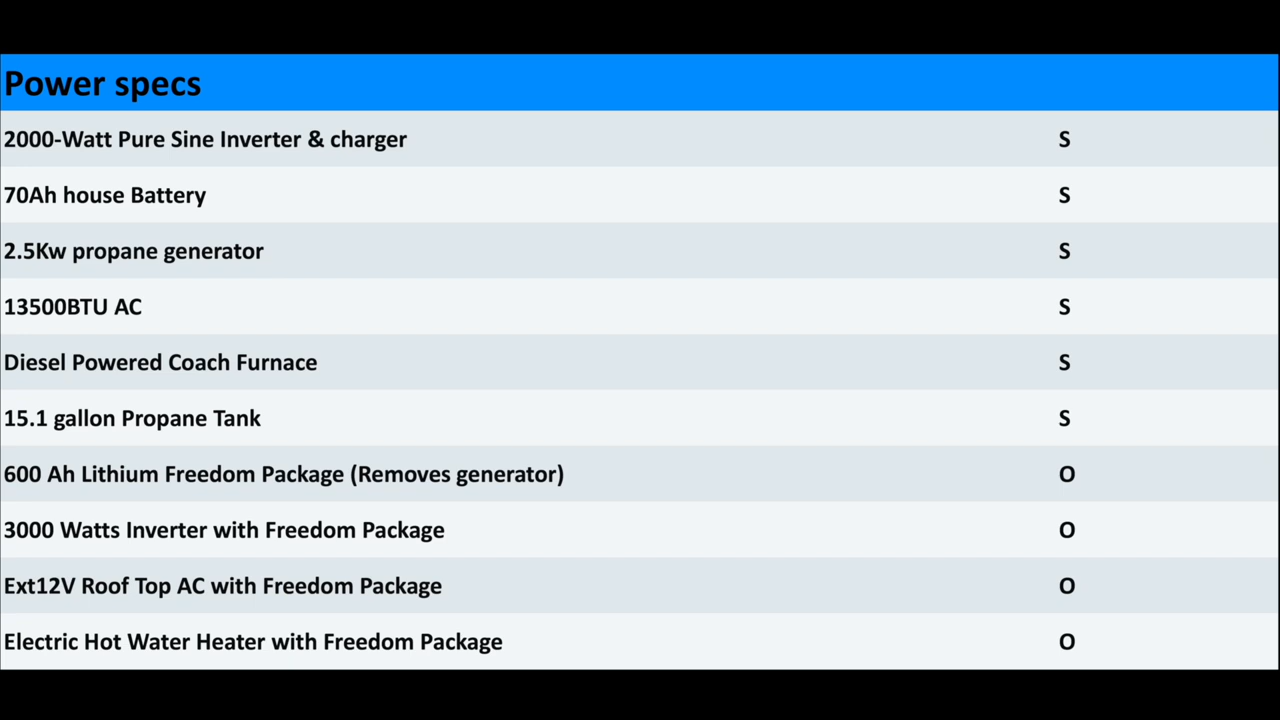 Power specs
2000-Watt Pure Sine Inverter & charger S
70Ah house Battery S
2.5Kw propane generator S
13500BTU AC S
Diesel Powered Coach Furnace S
15.1 gallon Propane Tank S
600 Ah Lithium Freedom Package (Removes generator) O
3000 Watts Inverter with Freedom Package O
Ext12V Roof Top AC with Freedom Package O
Electric Hot Water Heater with Freedom Package O